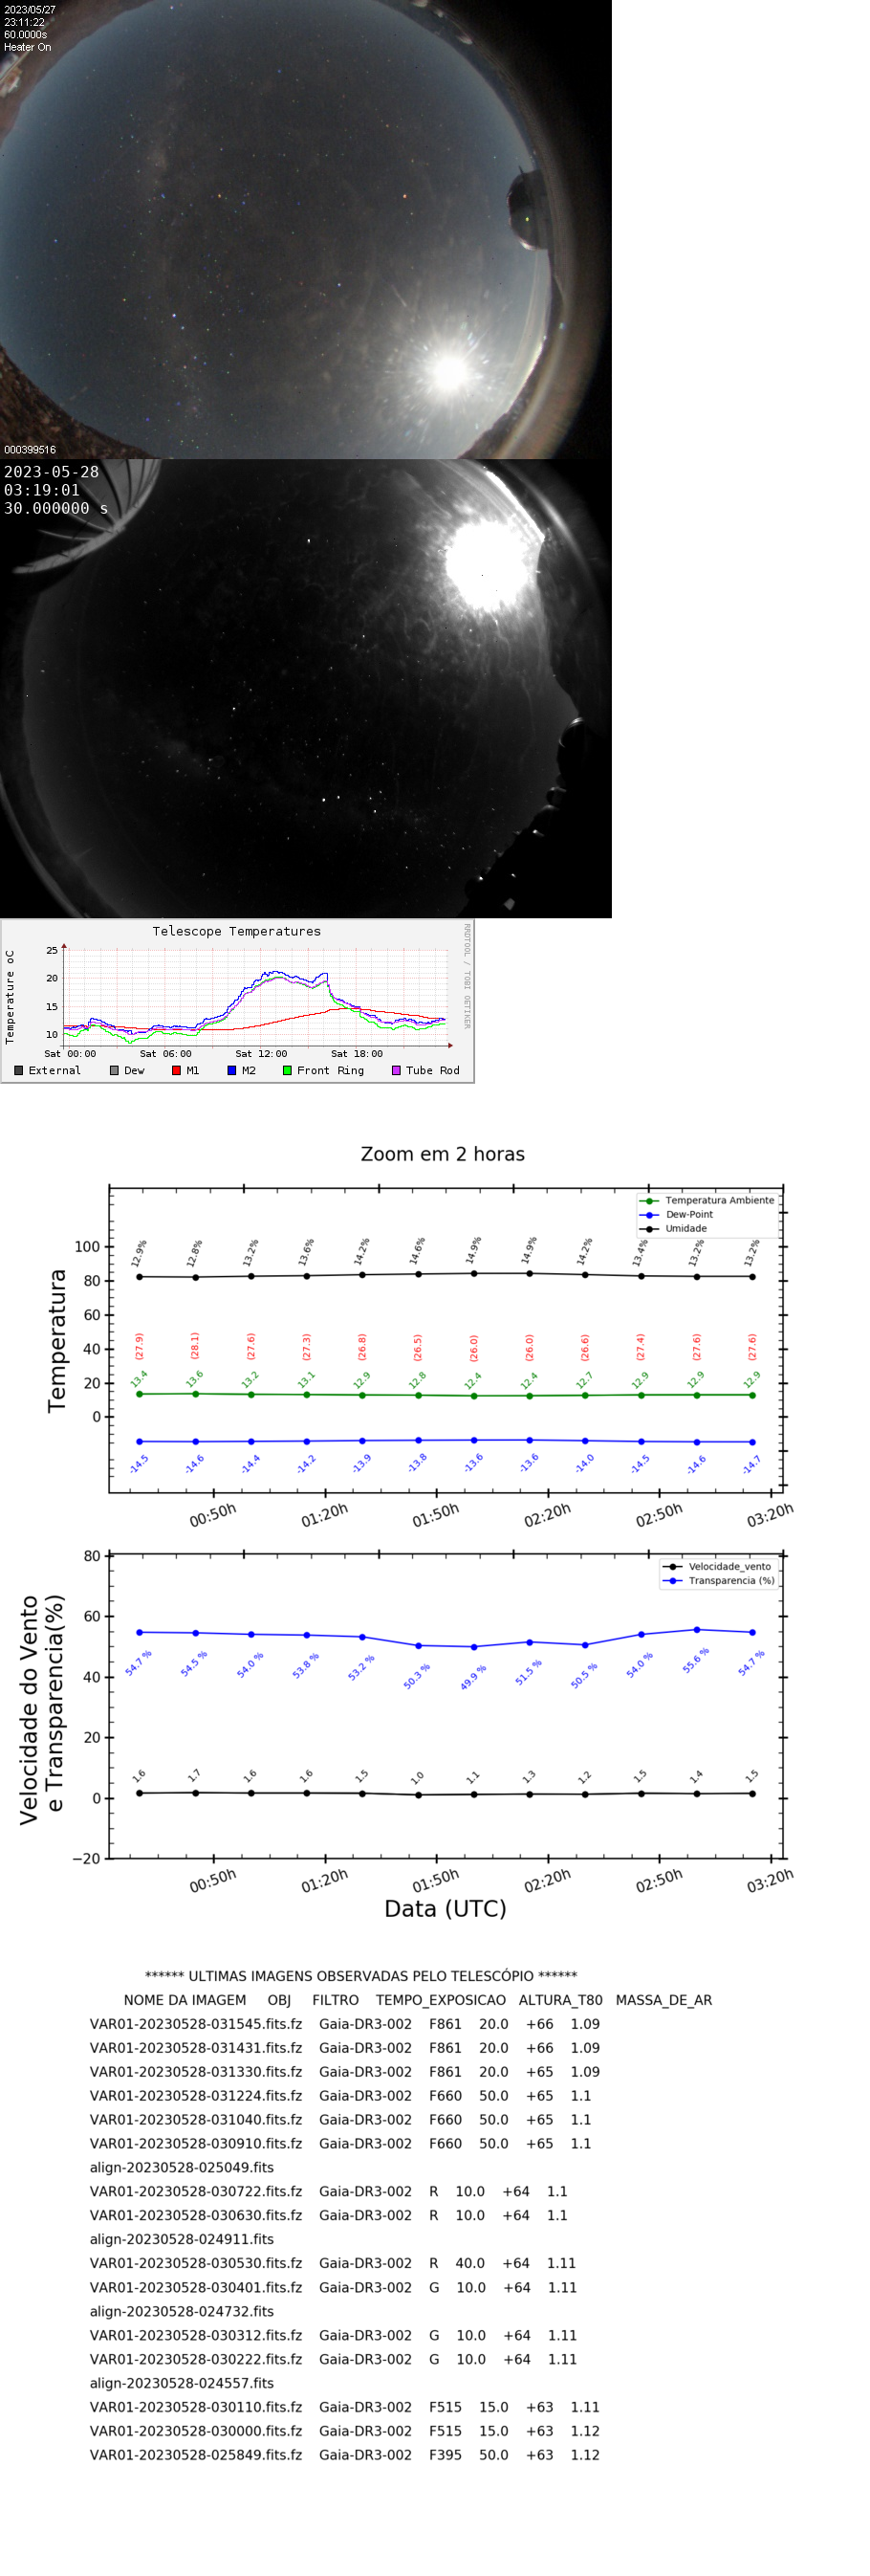 2023/05/27
23:11:22
60.0000s
Heater On
000399516
2023-05-28
03:19:01
30.000000 s
Telescope Temperatures
RRDTOOL / TOBI OETIKER
Temperature oC
25
20
15
10
Sat 00:00 Sat 06:00 Sat 12:00 Sat 18:00
External Dew M1 M2 Front Ring Tube Rod
Zoom em 2 horas
Temperatura Ambiente
Dew-Point
Umidade
Temperatura
100
80
60
40
20
0
12.9% 12.8% 13.2% 13.6% 14.2% 14.6% 14.9% 14.9% 14.2% 13.4% 13.2% 13.2%
(27.9) (28.1) (27.6) (27.3) (26.8) (26.5) (26.0) (26.0) (26.6) (27.4) (27.6) (27.6)
13.4 13.6 13.2 13.1 12.9 12.8 12.4 12.4 12.7 12.9 12.9 12.9
-14.5 -14.6 -14.4 -14.2 -13.9 -13.8 -13.6 -13.6 -14.0 -14.5 -14.6 -14.7
00:50h 01:20h 01:50h 02:20h 02:50h 03:20h
Velocidade_vento
Transparencia (%)
Velocidade do Vento
e Transparencia(%)
80
60
40
20
0
−20
54.7 % 54.5 % 54.0 % 53.8 % 53.2 % 50.3 % 49.9 % 51.5 % 50.5 % 54.0 % 55.6 % 54.7 %
1.6 1.7 1.6 1.6 1.5 1.0 1.1 1.3 1.2 1.5 1.4 1.5
00:50h 01:20h 01:50h 02:20h 02:50h 03:20h
Data (UTC)
****** ULTIMAS IMAGENS OBSERVADAS PELO TELESCÓPIO ******
NOME DA IMAGEM OBJ FILTRO TEMPO_EXPOSICAO ALTURA_T80 MASSA_DE_AR
VAR01-20230528-031545.fits.fz Gaia-DR3-002 F861 20.0 +66 1.09
VAR01-20230528-031431.fits.fz Gaia-DR3-002 F861 20.0 +66 1.09
VAR01-20230528-031330.fits.fz Gaia-DR3-002 F861 20.0 +65 1.09
VAR01-20230528-031224.fits.fz Gaia-DR3-002 F660 50.0 +65 1.1
VAR01-20230528-031040.fits.fz Gaia-DR3-002 F660 50.0 +65 1.1
VAR01-20230528-030910.fits.fz Gaia-DR3-002 F660 50.0 +65 1.1
align-20230528-025049.fits
VAR01-20230528-030722.fits.fz Gaia-DR3-002 R 10.0 +64 1.1
VAR01-20230528-030630.fits.fz Gaia-DR3-002 R 10.0 +64 1.1
align-20230528-024911.fits
VAR01-20230528-030530.fits.fz Gaia-DR3-002 R 40.0 +64 1.11
VAR01-20230528-030401.fits.fz Gaia-DR3-002 G 10.0 +64 1.11
align-20230528-024732.fits
VAR01-20230528-030312.fits.fz Gaia-DR3-002 G 10.0 +64 1.11
VAR01-20230528-030222.fits.fz Gaia-DR3-002 G 10.0 +64 1.11
align-20230528-024557.fits
VAR01-20230528-030110.fits.fz Gaia-DR3-002 F515 15.0 +63 1.11
VAR01-20230528-030000.fits.fz Gaia-DR3-002 F515 15.0 +63 1.12
VAR01-20230528-025849.fits.fz Gaia-DR3-002 F395 50.0 +63 1.12